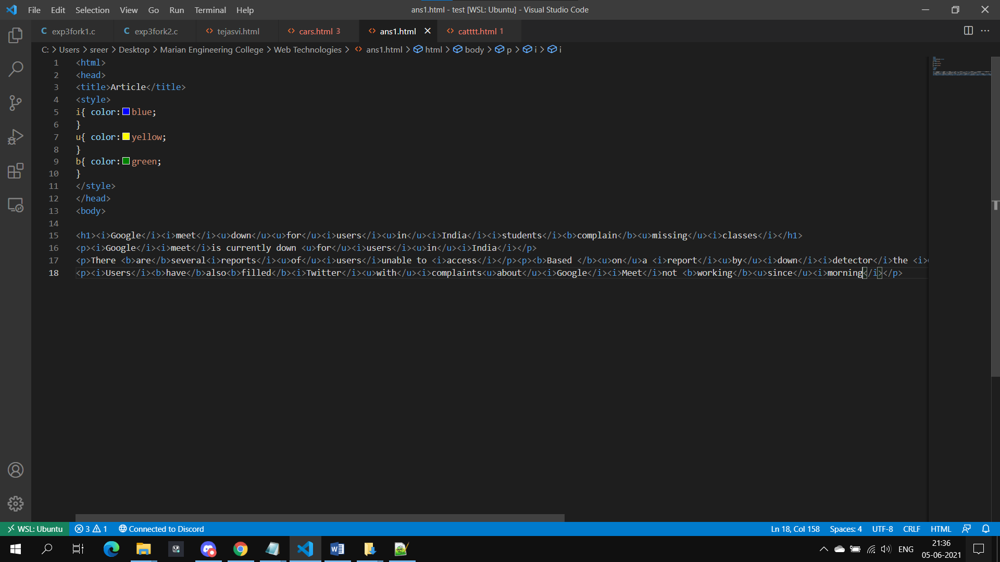 File Edit Selection View Go Run Terminal Help
ans1.html - test [WSL: Ubuntu] - Visual Studio Code
exp3fork1.c exp3fork2.c tejasvi.html cars.html 3 ans1.html catttt.html 1
C: > Users > sreer > Desktop > Marian Engineering College > Web Technologies > ans1.html > html > body > p > i > i
1 <html>
2 <head>
3 <title>Article</title>
4 <style>
5 i{ color:blue;
6 }
7 u{ color:yellow;
8 }
9 b{ color:green;
10 }
11 </style>
12 </head>
13 <body>
14
15 <h1><i>Google</i><i>meet</i><u>down</u><u>for</u><i>users</i><u>in</u><i>India</i><i>students</i><b>complain</b><u>missing</u><i>classes</i></h1>
16 <p><i>Google</i><i>meet</i>is currently down <u>for</u><i>users</i><u>in</u><i>India</i></p>
17 <p>There <b>are</b>several<i>reports</i><u>of</u><i>users</i>unable to <i>access</i></p><p><b>Based </b><u>on</u>a <i>report</i><u>by</u><i>down</i><i>detector</i>the <i>
18 <p><i>Users</i><b>have</b>also<b>filled</b><i>Twitter</i><u>with</u><i>complaints<u>about</u><i>Google</i><i>Meet</i>not <b>working</b><u>since</u><i>morning</i></p>
WSL: Ubuntu 3 1 Connected to Discord Ln 18, Col 158 Spaces: 4 UTF-8 CRLF HTML
ENG 21:36
05-06-2021